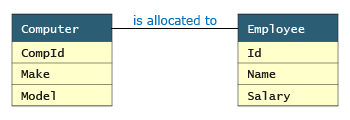 is allocated to
Computer
CompId
Make
Model
Employee
Id
Name
Salary